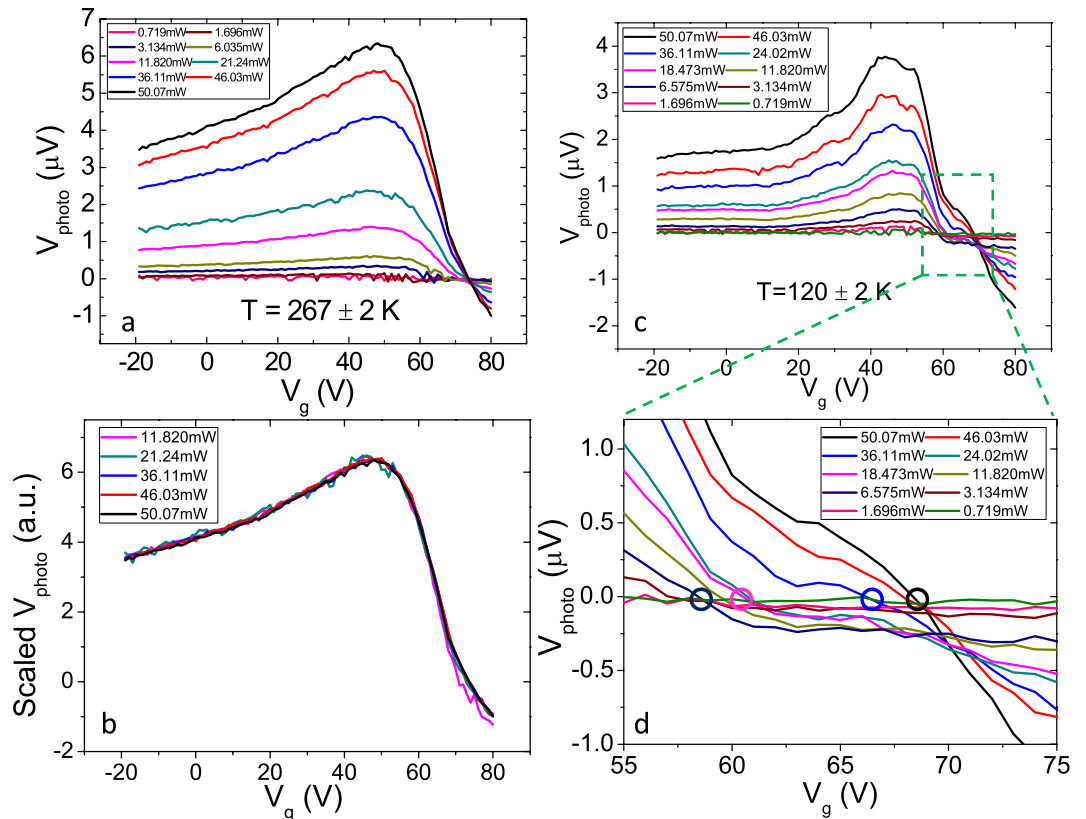 7
6
5
4
3
2
1
0
-1
V_photo (μV)
0.719mW 1.696mW
3.134mW 6.035mW
11.820mW 21.24mW
36.11mW 46.03mW
50.07mW
a
T = 267 ± 2 K
-20 0 20 40 60 80
V_g (V)
4
2
0
-2
V_photo (μV)
50.07mW 46.03mW
36.11mW 24.02mW
18.473mW 11.820mW
6.575mW 3.134mW
1.696mW 0.719mW
c
T=120 ± 2 K
-20 0 20 40 60 80
V_g (V)
8
6
4
2
0
-2
Scaled V_photo (a.u.)
11.820mW
21.24mW
36.11mW
46.03mW
50.07mW
b
-20 0 20 40 60 80
V_g (V)
1.0
0.5
0.0
-0.5
-1.0
V_photo (μV)
50.07mW 46.03mW
36.11mW 24.02mW
18.473mW 11.820mW
6.575mW 3.134mW
1.696mW 0.719mW
d
55 60 65 70 75
V_g (V)